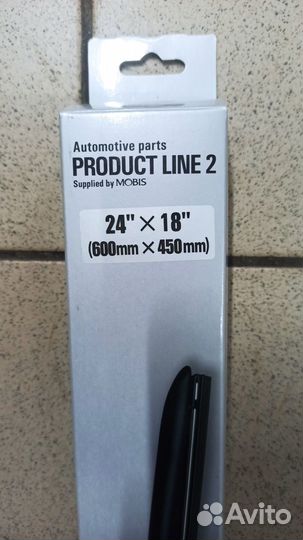 Automotive parts
PRODUCT LINE 2
Supplied by MOBIS
24" × 18"
(600mm × 450mm)
Avito